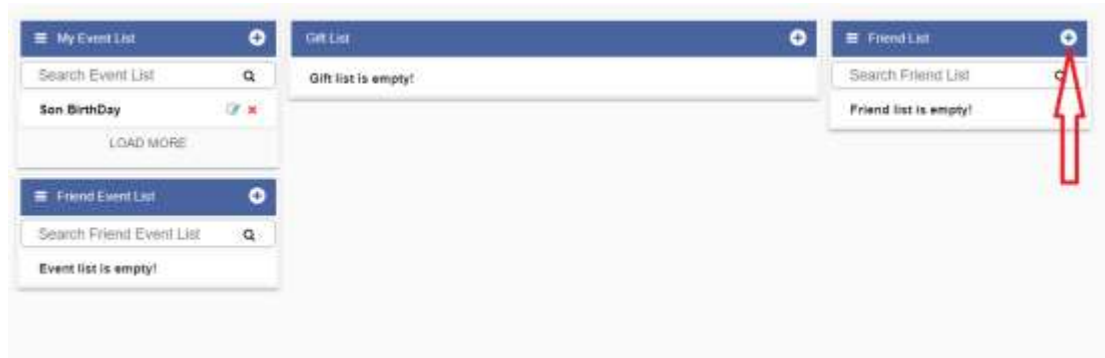 My Event List
Search Event List
Son BirthDay
LOAD MORE
Friend Event List
Search Friend Event List
Event list is empty!
Gift List
Gift list is empty!
Friend List
Search Friend List
Friend list is empty!